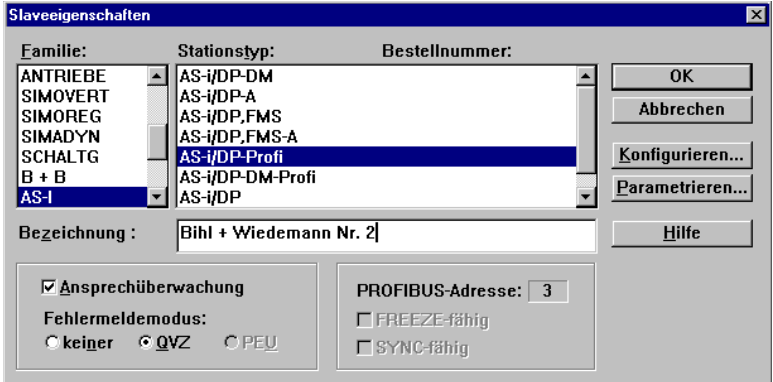 Slaveeigenschaften
Familie: Stationstyp: Bestellnummer:
ANTRIEBE
SIMOVERT
SIMOREG
SIMADYN
SCHALTG
B + B
AS-I
AS-i/DP-DM
AS-i/DP-A
AS-i/DP,FMS
AS-i/DP,FMS-A
AS-i/DP-Profi
AS-i/DP-DM-Profi
AS-i/DP
OK
Abbrechen
Konfigurieren...
Parametrieren...
Bezeichnung : Bihl + Wiedemann Nr. 2
Hilfe
Ansprechüberwachung
Fehlermeldemodus:
keiner QVZ PEU
PROFIBUS-Adresse: 3
FREEZE-fähig
SYNC-fähig